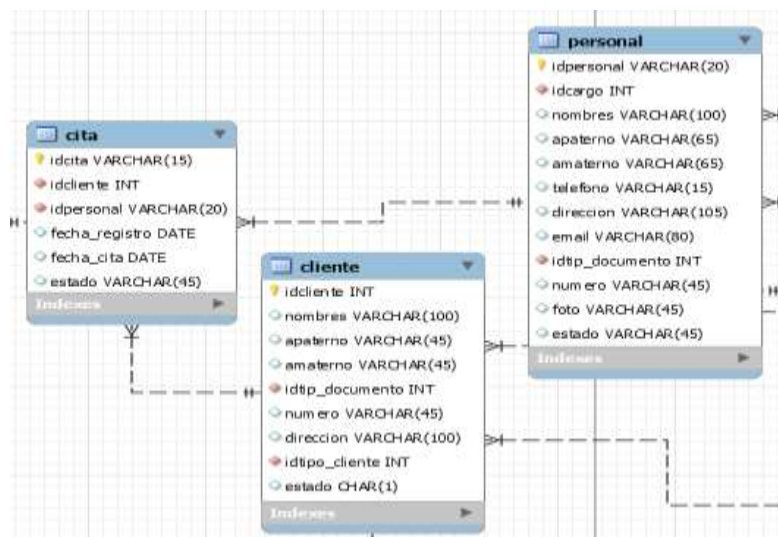 cita
idcita VARCHAR(15)
idcliente INT
idpersonal VARCHAR(20)
fecha_registro DATE
fecha_cita DATE
estado VARCHAR(45)
Indexes
cliente
idcliente INT
nombres VARCHAR(100)
apaterno VARCHAR(45)
amaterno VARCHAR(45)
idtip_documento INT
numero VARCHAR(45)
direccion VARCHAR(100)
idtipo_cliente INT
estado CHAR(1)
Indexes
personal
idpersonal VARCHAR(20)
idcargo INT
nombres VARCHAR(100)
apaterno VARCHAR(65)
amaterno VARCHAR(65)
telefono VARCHAR(15)
direccion VARCHAR(105)
email VARCHAR(80)
idtip_documento INT
numero VARCHAR(45)
foto VARCHAR(45)
estado VARCHAR(45)
Indexes